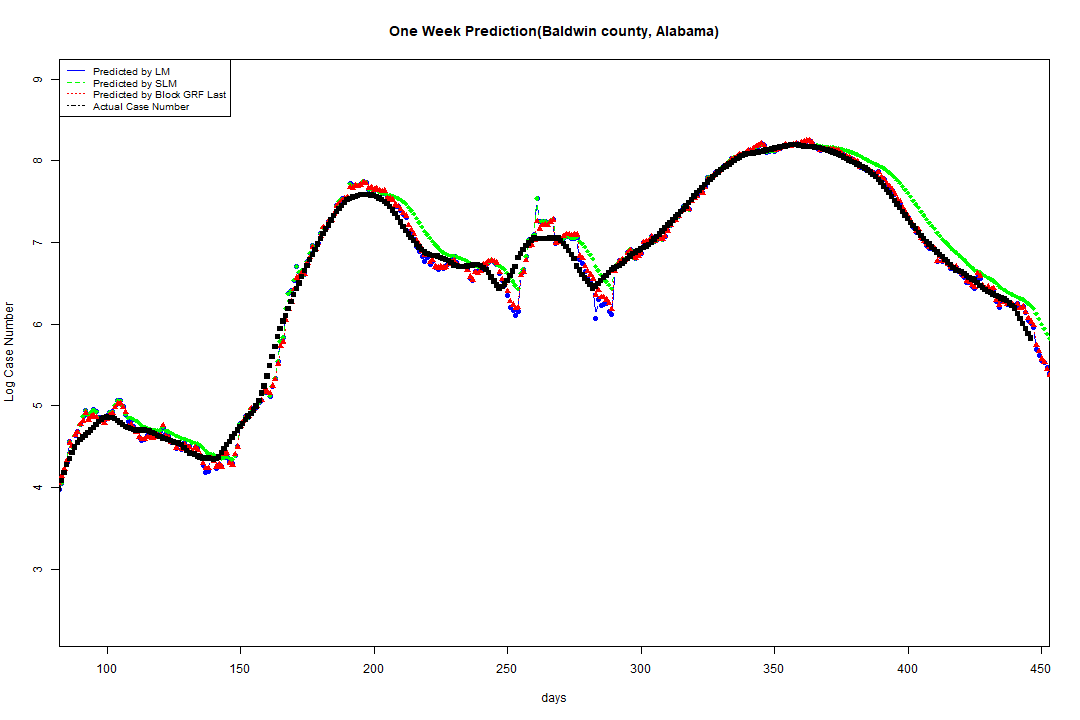 One Week Prediction(Baldwin county, Alabama)
Predicted by LM
Predicted by SLM
Predicted by Block GRF Last
Actual Case Number
Log Case Number
9
8
7
6
5
4
3
100 150 200 250 300 350 400 450
days